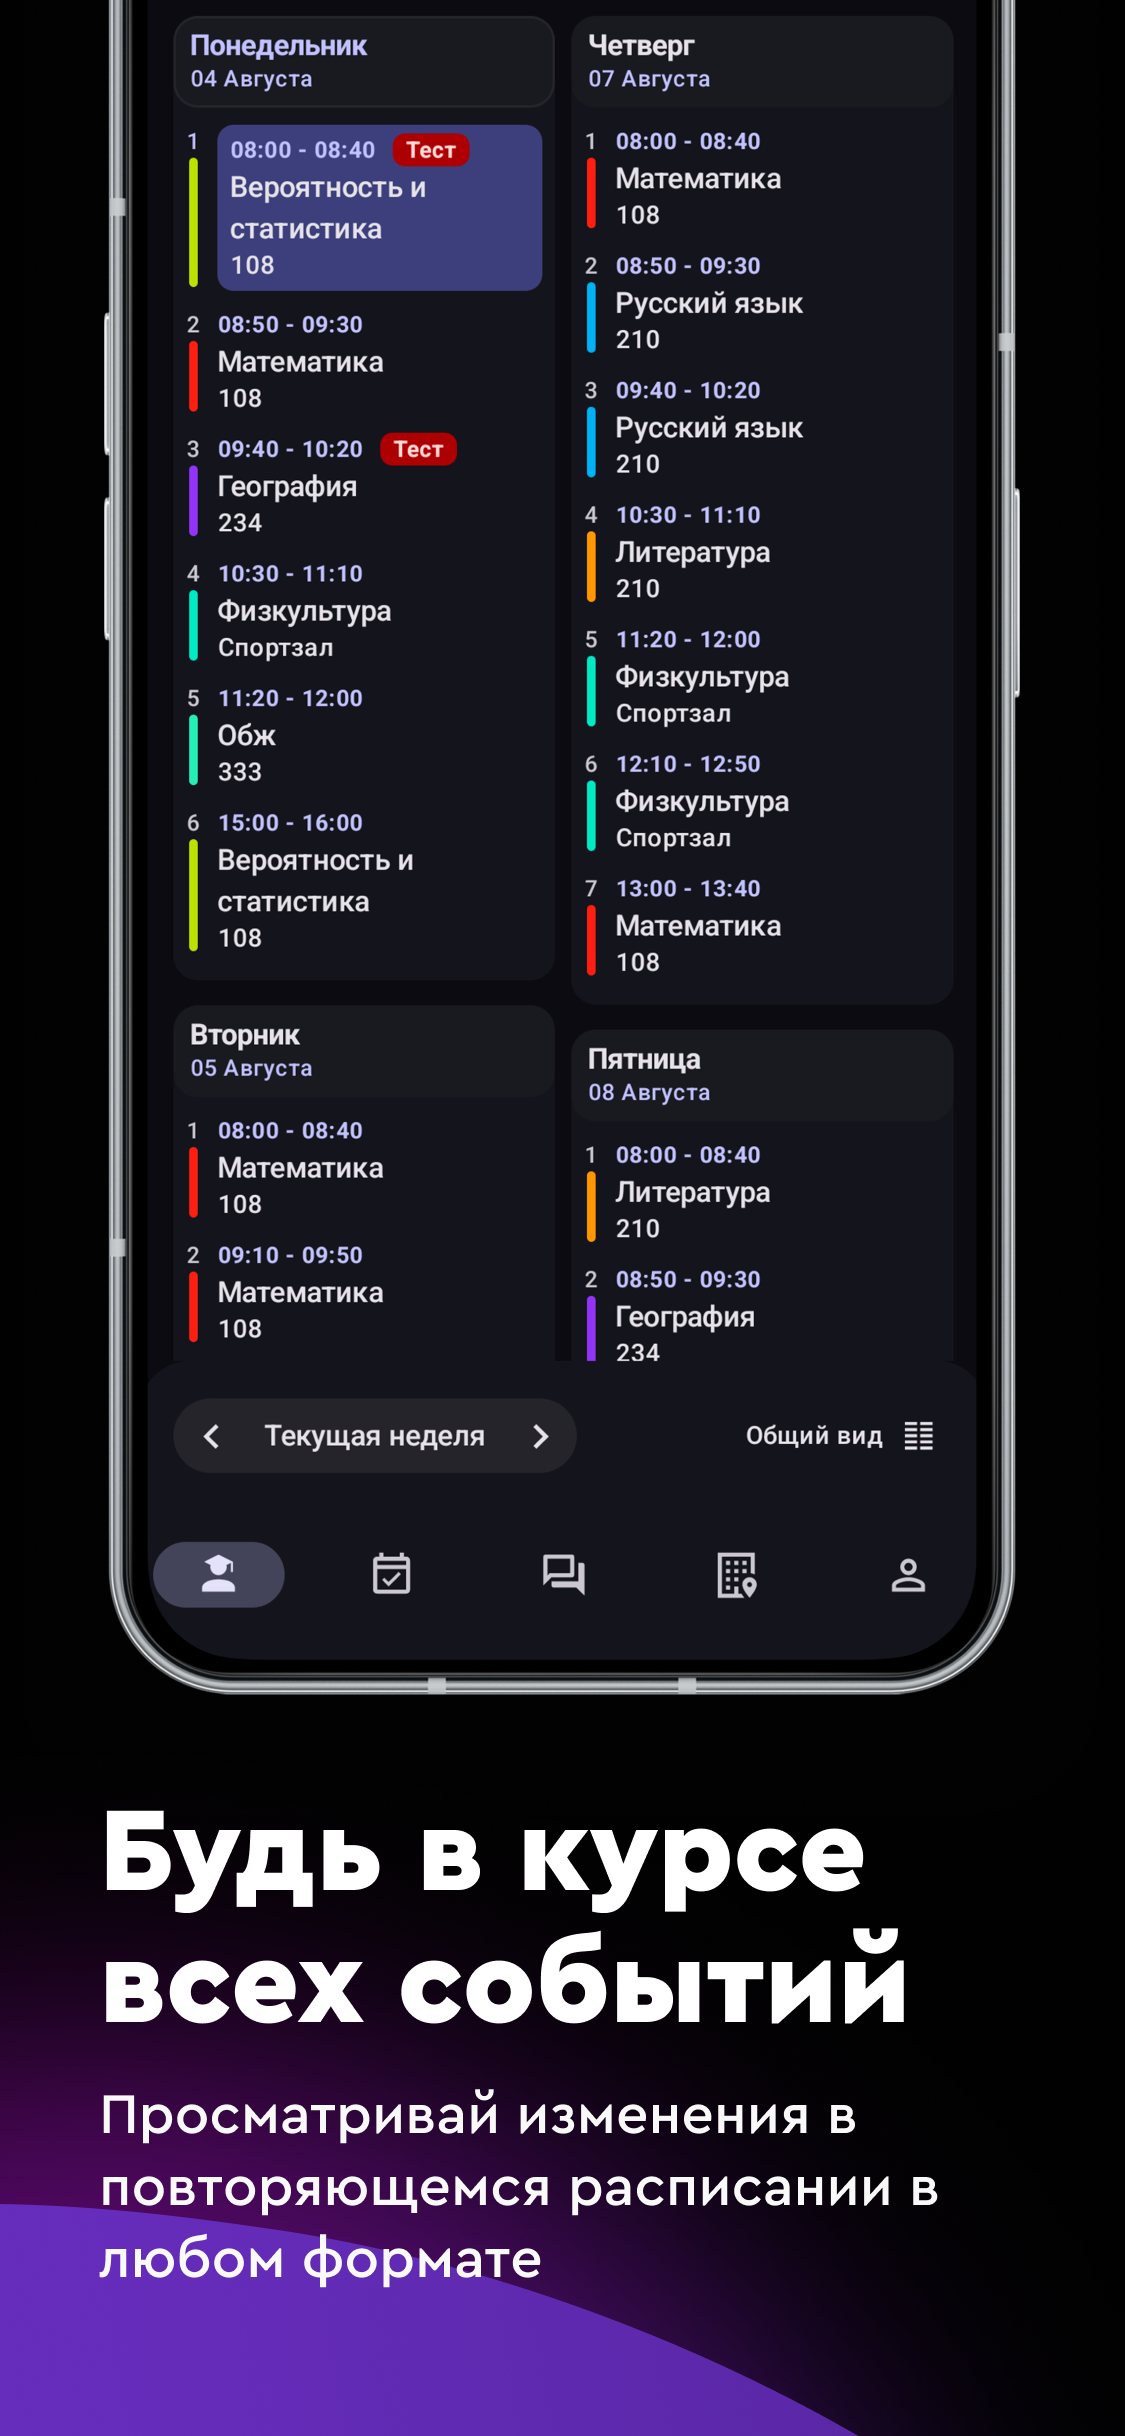 Понедельник
04 Августа
1
08:00 - 08:40 Тест
Вероятность и
статистика
108
2 08:50 - 09:30
Математика
108
3 09:40 - 10:20 Тест
География
234
4 10:30 - 11:10
Физкультура
Спортзал
5 11:20 - 12:00
Обж
333
6 15:00 - 16:00
Вероятность и
статистика
108
Вторник
05 Августа
1 08:00 - 08:40
Математика
108
2 09:10 - 09:50
Математика
108
Четверг
07 Августа
1 08:00 - 08:40
Математика
108
2 08:50 - 09:30
Русский язык
210
3 09:40 - 10:20
Русский язык
210
4 10:30 - 11:10
Литература
210
5 11:20 - 12:00
Физкультура
Спортзал
6 12:10 - 12:50
Физкультура
Спортзал
7 13:00 - 13:40
Математика
108
Пятница
08 Августа
1 08:00 - 08:40
Литература
210
2 08:50 - 09:30
География
234
Текущая неделя
Общий вид
Будь в курсе
всех событий
Просматривай изменения в
повторяющемся расписании в
любом формате